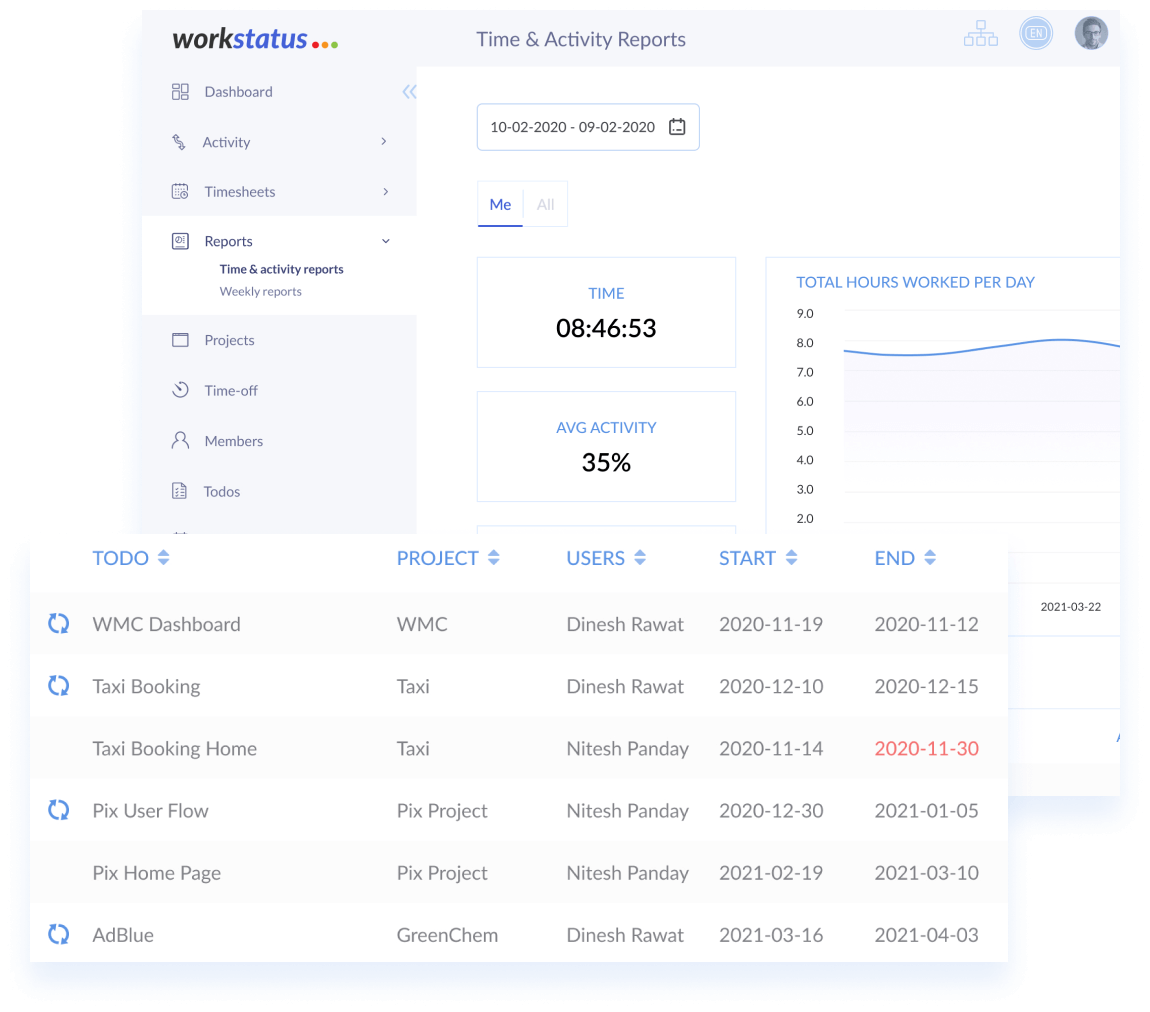 workstatus
Time & Activity Reports
EN
Dashboard
Activity
Timesheets
Reports
Time & activity reports
Weekly reports
Projects
Time-off
Members
Todos
10-02-2020 - 09-02-2020
Me All
TIME
08:46:53
AVG ACTIVITY
35%
TOTAL HOURS WORKED PER DAY
9.0
8.0
7.0
6.0
5.0
4.0
3.0
2.0
2021-03-22
TODO PROJECT USERS START END
WMC Dashboard WMC Dinesh Rawat 2020-11-19 2020-11-12
Taxi Booking Taxi Dinesh Rawat 2020-12-10 2020-12-15
Taxi Booking Home Taxi Nitesh Panday 2020-11-14 2020-11-30
Pix User Flow Pix Project Nitesh Panday 2020-12-30 2021-01-05
Pix Home Page Pix Project Nitesh Panday 2021-02-19 2021-03-10
AdBlue GreenChem Dinesh Rawat 2021-03-16 2021-04-03